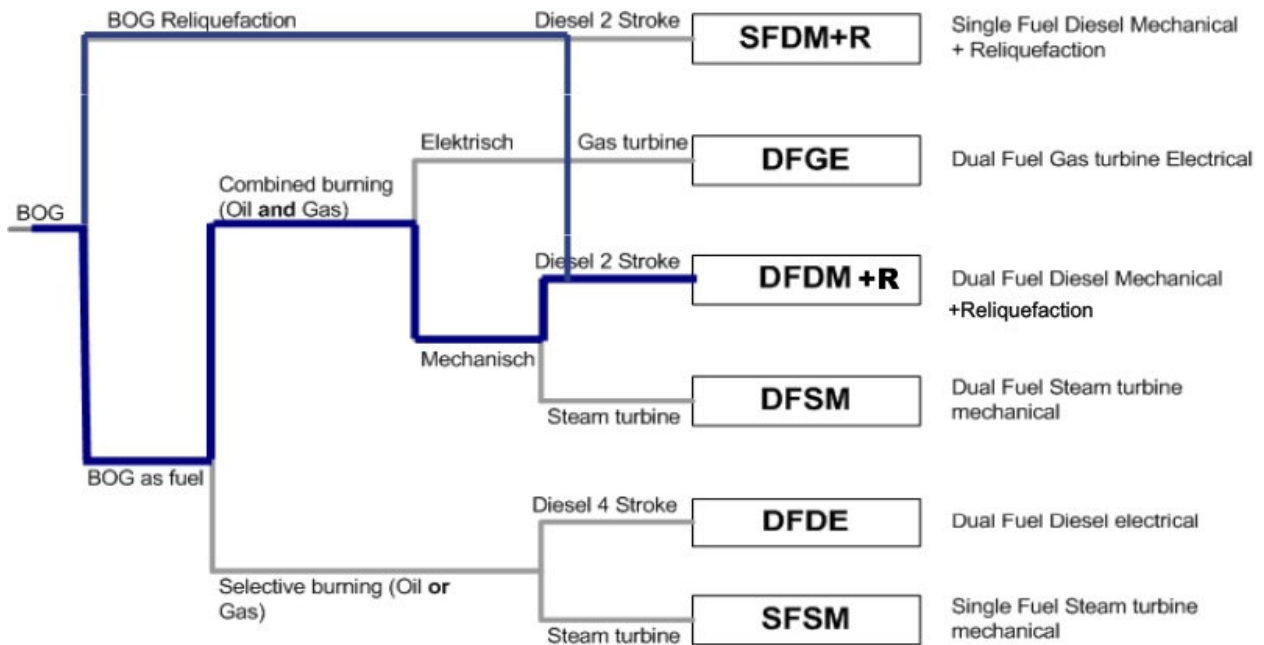 BOG Reliquefaction
Diesel 2 Stroke
SFDM+R
Single Fuel Diesel Mechanical
+ Reliquefaction
Elektrisch
Gas turbine
DFGE
Dual Fuel Gas turbine Electrical
Combined burning
(Oil and Gas)
BOG
Diesel 2 Stroke
DFDM +R
Dual Fuel Diesel Mechanical
+Reliquefaction
Mechanisch
Steam turbine
DFSM
Dual Fuel Steam turbine
mechanical
BOG as fuel
Diesel 4 Stroke
DFDE
Dual Fuel Diesel electrical
Selective burning (Oil or
Gas)
Steam turbine
SFSM
Single Fuel Steam turbine
mechanical